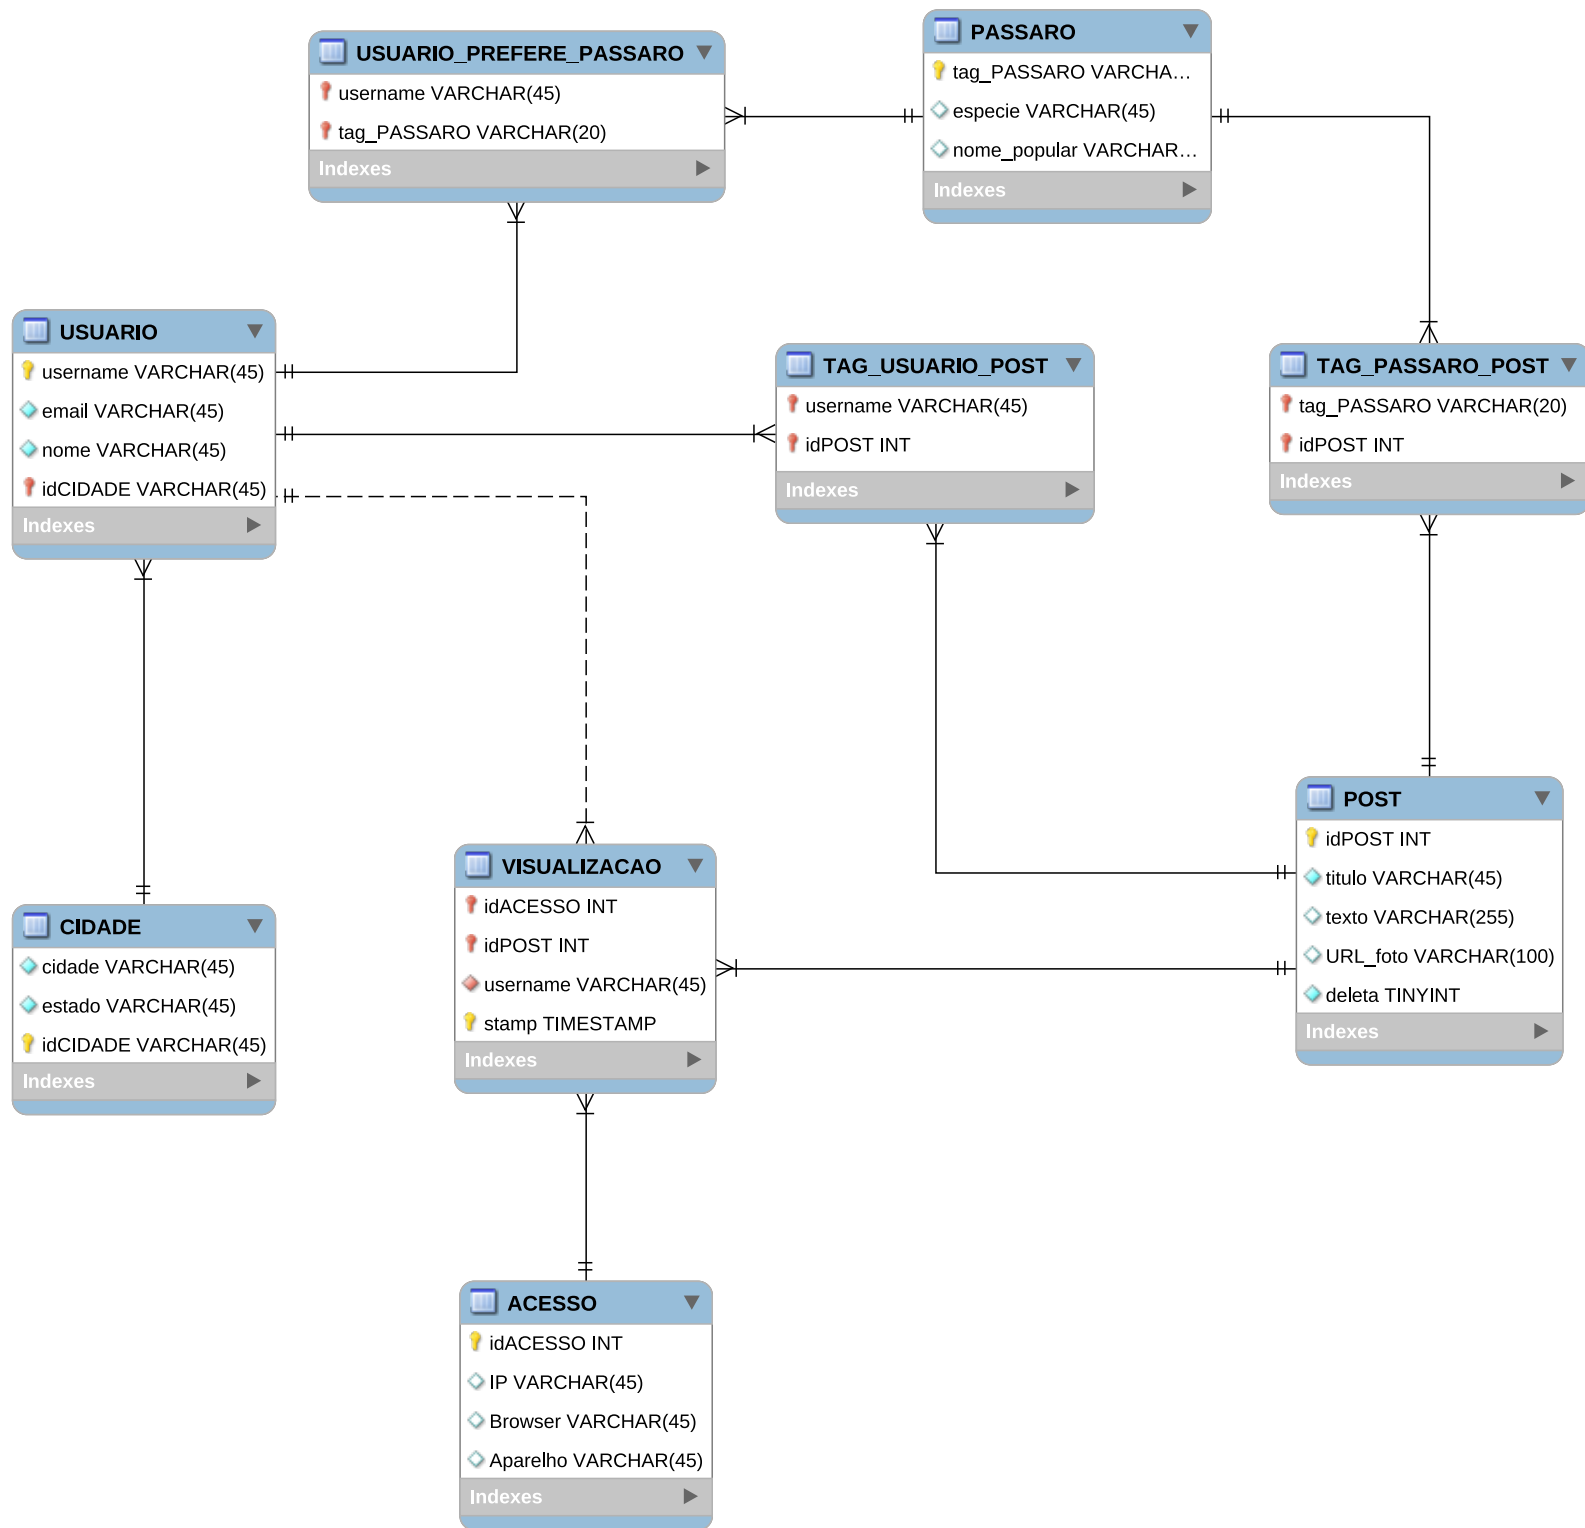 USUARIO_PREFERE_PASSARO
username VARCHAR(45)
tag_PASSARO VARCHAR(20)
Indexes
PASSARO
tag_PASSARO VARCHA...
especie VARCHAR(45)
nome_popular VARCHAR...
Indexes
USUARIO
username VARCHAR(45)
email VARCHAR(45)
nome VARCHAR(45)
idCIDADE VARCHAR(45)
Indexes
TAG_USUARIO_POST
username VARCHAR(45)
idPOST INT
Indexes
TAG_PASSARO_POST
tag_PASSARO VARCHAR(20)
idPOST INT
Indexes
CIDADE
cidade VARCHAR(45)
estado VARCHAR(45)
idCIDADE VARCHAR(45)
Indexes
VISUALIZACAO
idACESSO INT
idPOST INT
username VARCHAR(45)
stamp TIMESTAMP
Indexes
POST
idPOST INT
titulo VARCHAR(45)
texto VARCHAR(255)
URL_foto VARCHAR(100)
deleta TINYINT
Indexes
ACESSO
idACESSO INT
IP VARCHAR(45)
Browser VARCHAR(45)
Aparelho VARCHAR(45)
Indexes